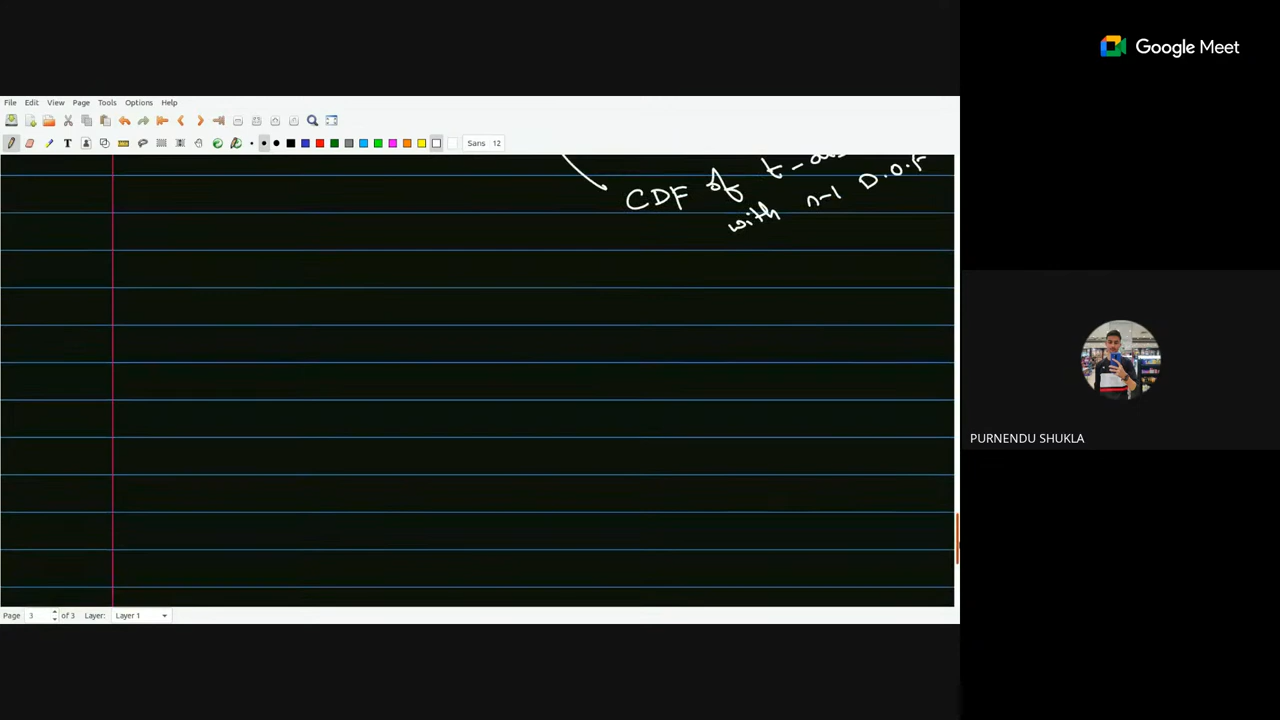 Google Meet
File Edit View Page Tools Options Help
Sans 12
CDF of t-
with n-1 D.O.F
PURNENDU SHUKLA
Page 3 of 3 Layer: Layer 1